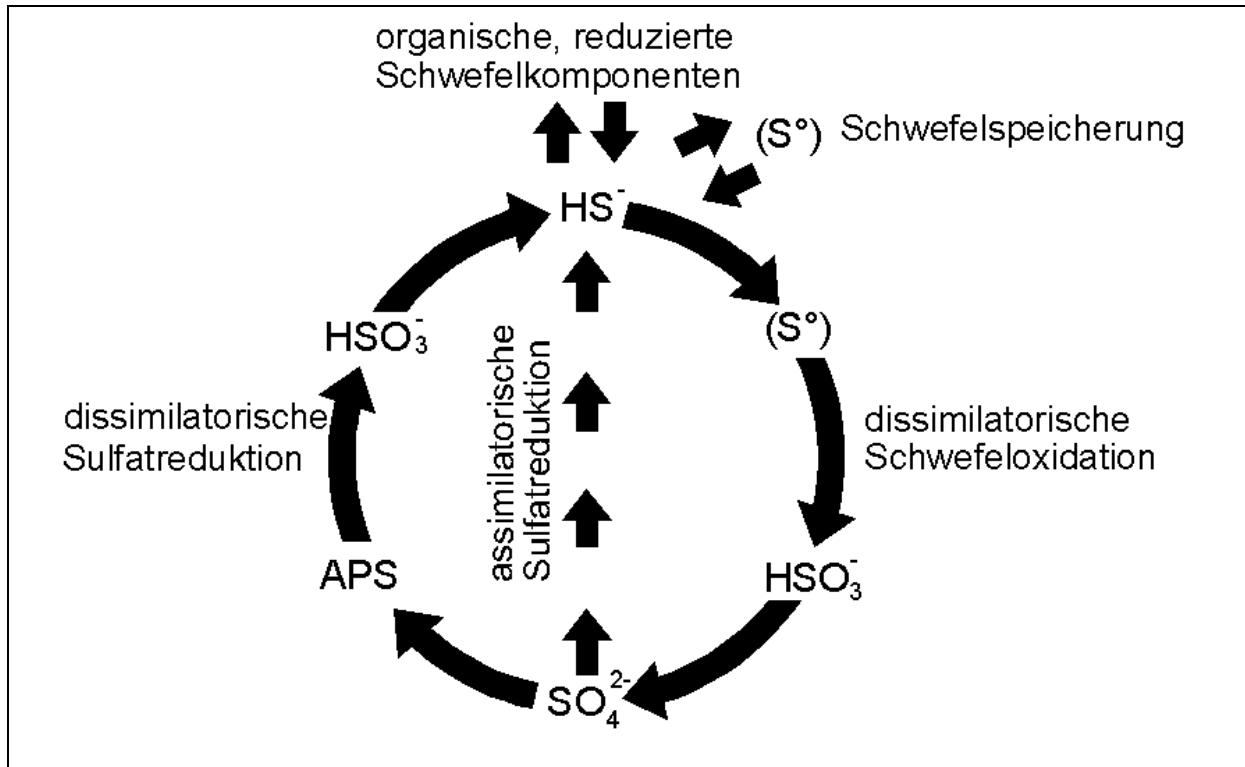 organische, reduzierte
Schwefelkomponenten
(S°) Schwefelspeicherung
HS⁻
(S°)
HSO₃⁻
dissimilatorische
Sulfatreduktion
assimilatorische
Sulfatreduktion
dissimilatorische
Schwefeloxidation
APS
HSO₃⁻
SO₄²⁻